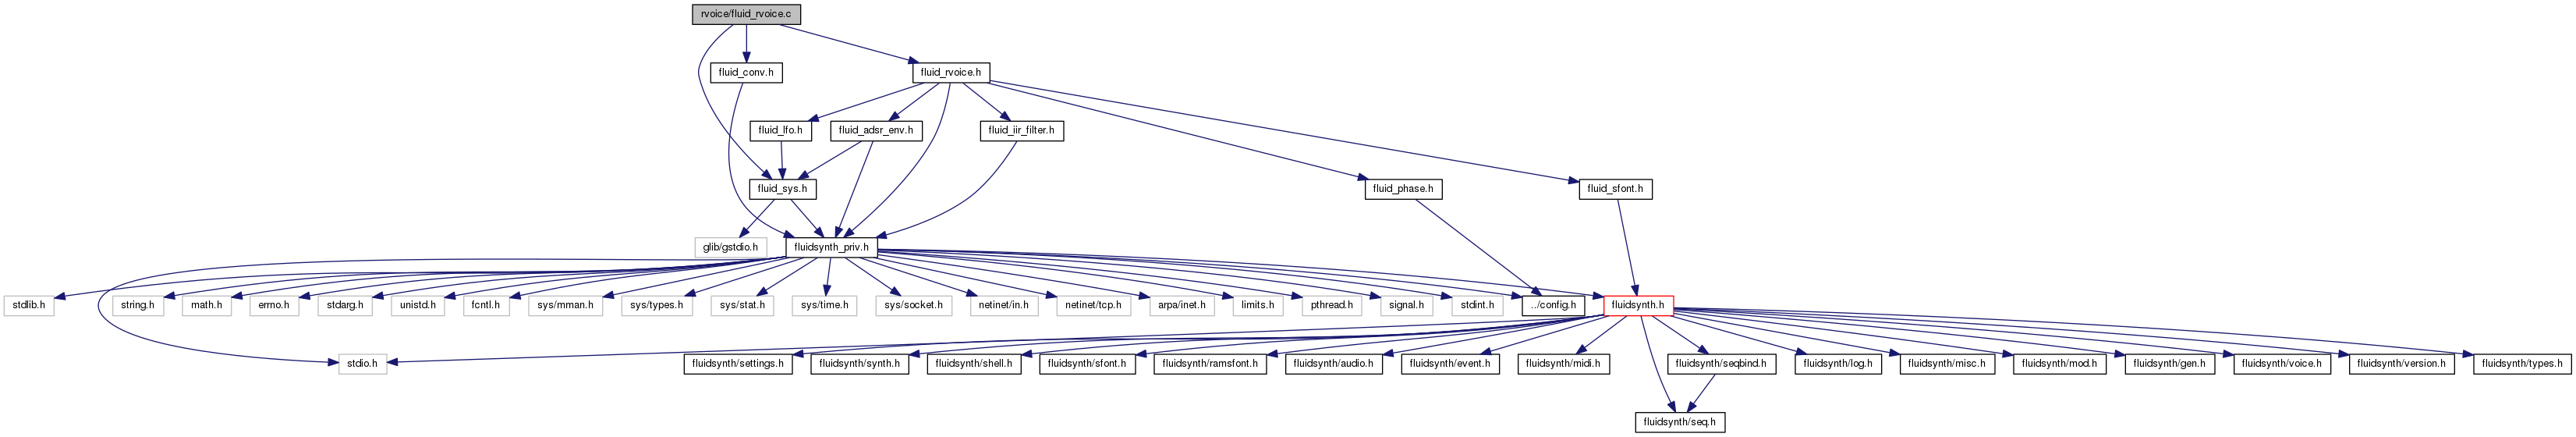 rvoice/fluid_rvoice.c
fluid_conv.h
fluid_rvoice.h
fluid_lfo.h
fluid_adsr_env.h
fluid_iir_filter.h
fluid_sys.h
fluid_phase.h
fluid_sfont.h
glib/gstdio.h
fluidsynth_priv.h
stdlib.h
string.h
math.h
errno.h
stdarg.h
unistd.h
fcntl.h
sys/mman.h
sys/types.h
sys/stat.h
sys/time.h
sys/socket.h
netinet/in.h
netinet/tcp.h
arpa/inet.h
limits.h
pthread.h
signal.h
stdint.h
../config.h
fluidsynth.h
stdio.h
fluidsynth/settings.h
fluidsynth/synth.h
fluidsynth/shell.h
fluidsynth/sfont.h
fluidsynth/ramsfont.h
fluidsynth/audio.h
fluidsynth/event.h
fluidsynth/midi.h
fluidsynth/seqbind.h
fluidsynth/log.h
fluidsynth/misc.h
fluidsynth/mod.h
fluidsynth/gen.h
fluidsynth/voice.h
fluidsynth/version.h
fluidsynth/types.h
fluidsynth/seq.h